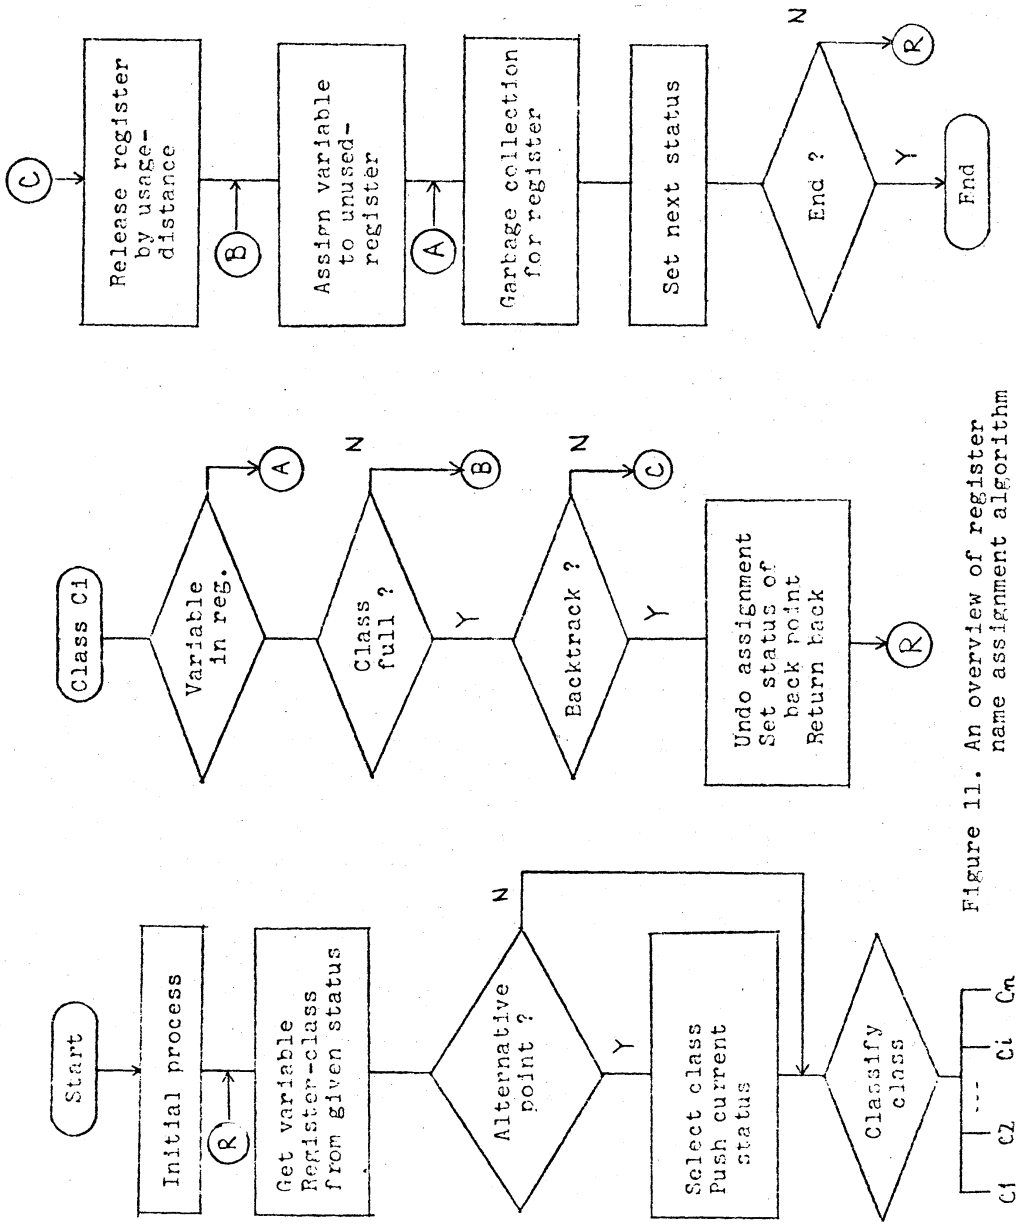 Start
Initial process
R
Get variable
Register-class
from given status
Alternative
point ?
N
Y
Select class
Push current
status
Classify
class
C1 C2 ---- Ci Cn
Class Ci
Variable
in reg.
A
Class
full ?
N
B
Y
Backtrack ?
N
C
Y
Undo assignment
Set status of
back point
Return back
R
C
Release register
by usage-
distance
B
Assign variable
to unused-
register
A
Garbage collection
for register
Set next status
End ?
N
R
Y
End
Figure 11. An overview of register
name assignment algorithm